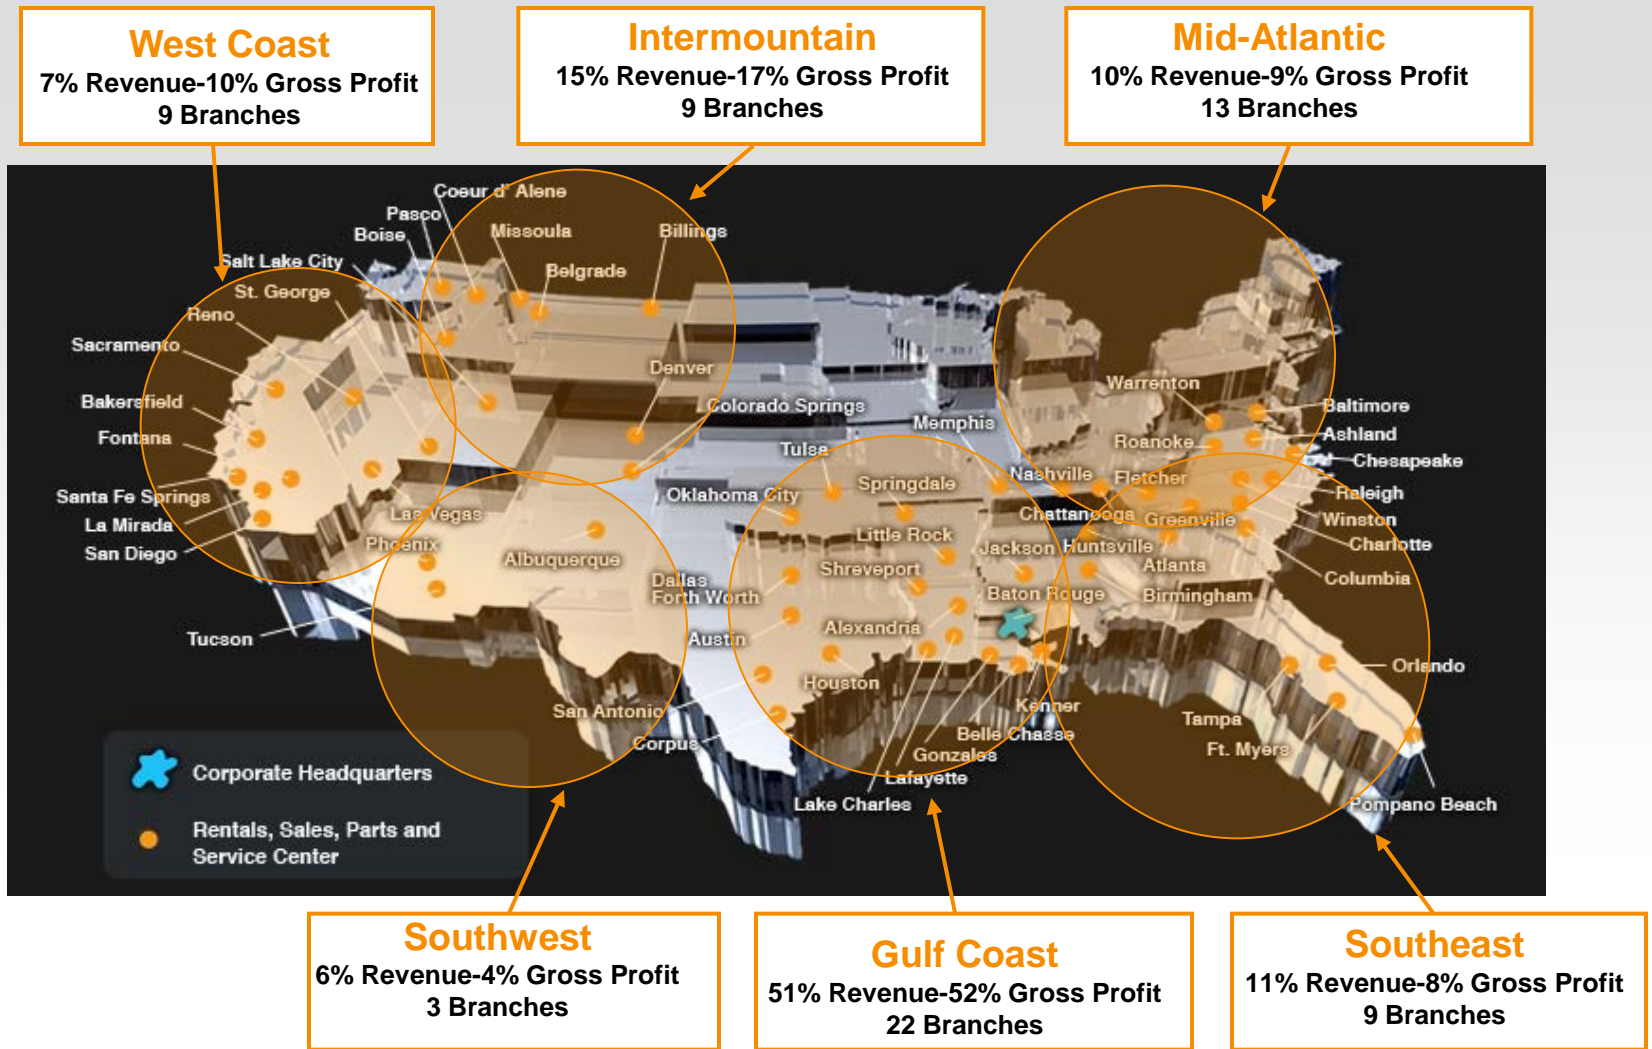 West Coast
7% Revenue-10% Gross Profit
9 Branches
Intermountain
15% Revenue-17% Gross Profit
9 Branches
Mid-Atlantic
10% Revenue-9% Gross Profit
13 Branches
Coeur d' Alene
Pasco
Boise
Missoula
Billings
Salt Lake City
Belgrade
St. George
Reno
Sacramento
Denver
Warrenton
Bakersfield
Colorado Springs
Baltimore
Memphis
Fontana
Tulsa
Roanoke
Ashland
Chesapeake
Santa Fe Springs
Oklahoma City
Springdale
Nashville
Fletcher
Raleigh
La Mirada
Las Vegas
Chattanooga
Greenville
Winston
San Diego
Phoenix
Albuquerque
Little Rock
Jackson
Huntsville
Charlotte
Dallas
Forth Worth
Shreveport
Atlanta
Columbia
Baton Rouge
Birmingham
Tucson
Austin
Alexandria
Orlando
Houston
San Antonio
Kenner
Tampa
Corpus
Belle Chasse
Ft. Myers
Gonzales
Lafayette
Lake Charles
Pompano Beach
Corporate Headquarters
Rentals, Sales, Parts and
Service Center
Southwest
6% Revenue-4% Gross Profit
3 Branches
Gulf Coast
51% Revenue-52% Gross Profit
22 Branches
Southeast
11% Revenue-8% Gross Profit
9 Branches